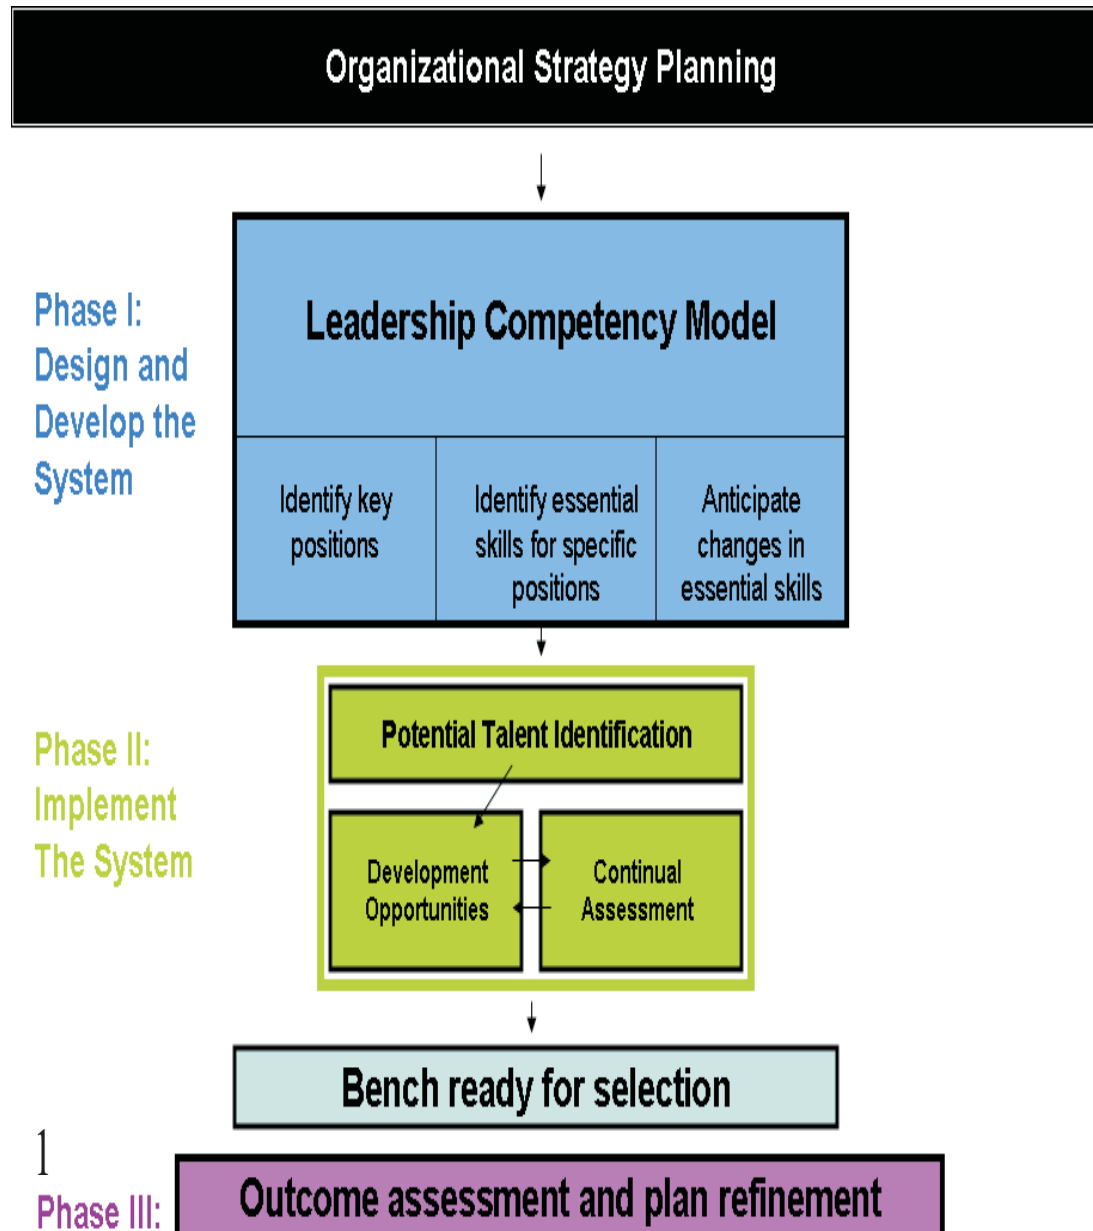 Organizational Strategy Planning
Phase I:
Design and
Develop the
System
Leadership Competency Model
Identify key
positions
Identify essential
skills for specific
positions
Anticipate
changes in
essential skills
Phase II:
Implement
The System
Potential Talent Identification
Development
Opportunities
Continual
Assessment
Bench ready for selection
1
Phase III:
Outcome assessment and plan refinement